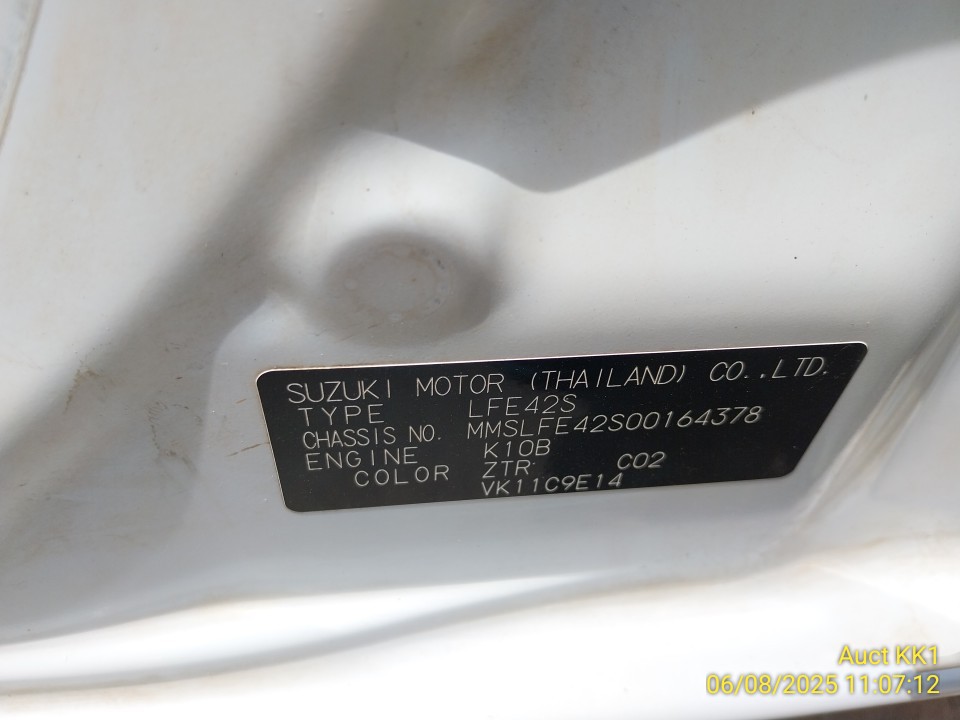 SUZUKI MOTOR (THAILAND) CO.,LTD.
TYPE LFE42S
CHASSIS NO. MMSLFE42S00164378
ENGINE K10B
COLOR ZTR C02
VK11C9E14
Auct KK1
06/08/2025 11:07:12